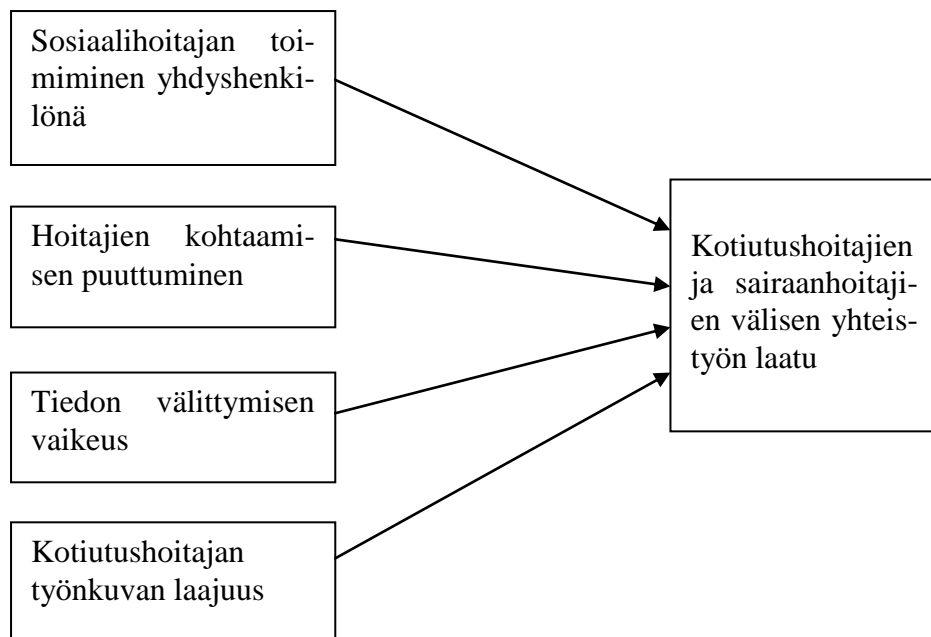 Sosiaalihoitajan toi-
miminen yhdyshenki-
lönä
Hoitajien kohtaami-
sen puuttuminen
Tiedon välittymisen
vaikeus
Kotiutushoitajan
työnkuvan laajuus
Kotiutushoitajien
ja sairaanhoitaji-
en välisen yhteis-
työn laatu